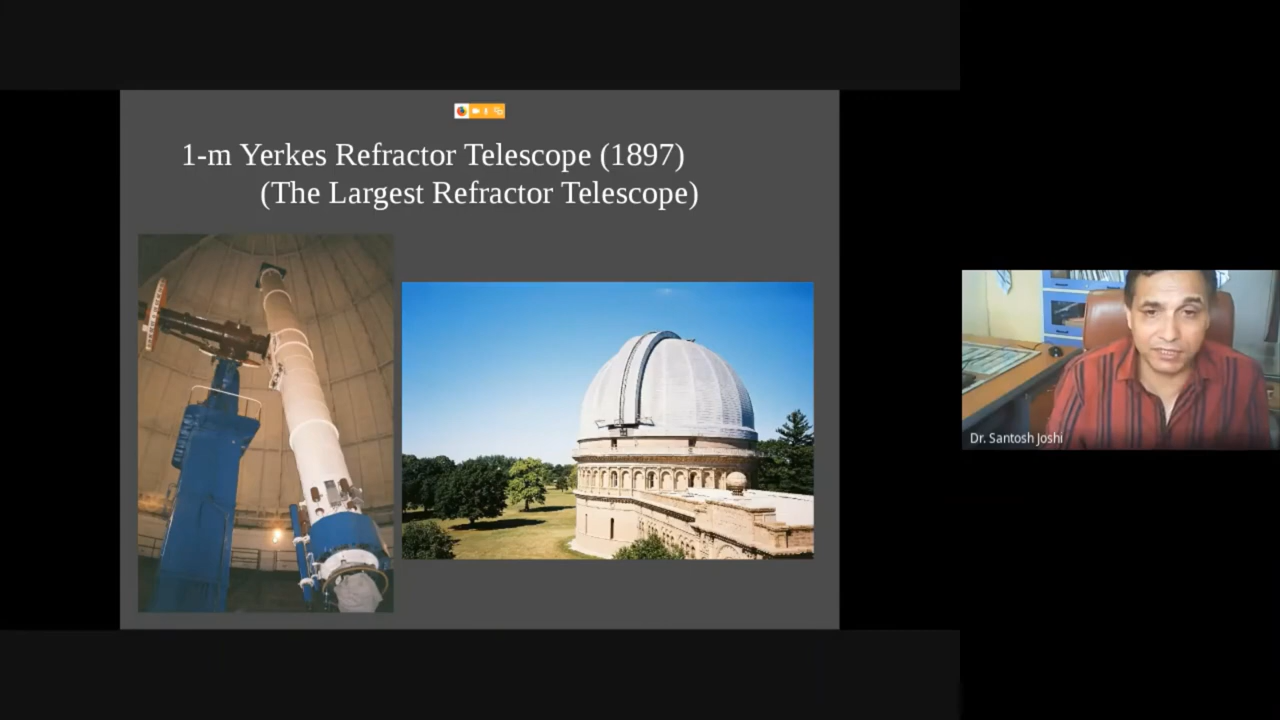 1-m Yerkes Refractor Telescope (1897)
(The Largest Refractor Telescope)
Dr. Santosh Joshi